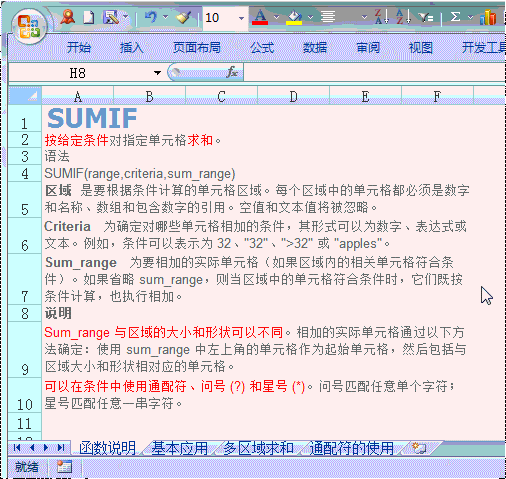 10
开始 插入 页面布局 公式 数据 审阅 视图 开发工具
H8 fx
A B C D E F
1 SUMIF
2 按给定条件对指定单元格求和。
3 语法
4 SUMIF(range,criteria,sum_range)
区域 是要根据条件计算的单元格区域。每个区域中的单元格都必须是数字
5 和名称、数组和包含数字的引用。空值和文本值将被忽略。
Criteria 为确定对哪些单元格相加的条件，其形式可以为数字、表达式或
6 文本。例如，条件可以表示为 32、"32"、">32" 或 "apples"。
Sum_range 为要相加的实际单元格（如果区域内的相关单元格符合条
件）。如果省略 sum_range，则当区域中的单元格符合条件时，它们既按
7 条件计算，也执行相加。
8 说明
Sum_range 与区域的大小和形状可以不同。相加的实际单元格通过以下方
法确定：使用 sum_range 中左上角的单元格作为起始单元格，然后包括与
9 区域大小和形状相对应的单元格。
可以在条件中使用通配符、问号 (?) 和星号 (*)。问号匹配任意单个字符；
10 星号匹配任意一串字符。
11
函数说明 基本应用 多区域求和 通配符的使用
就绪